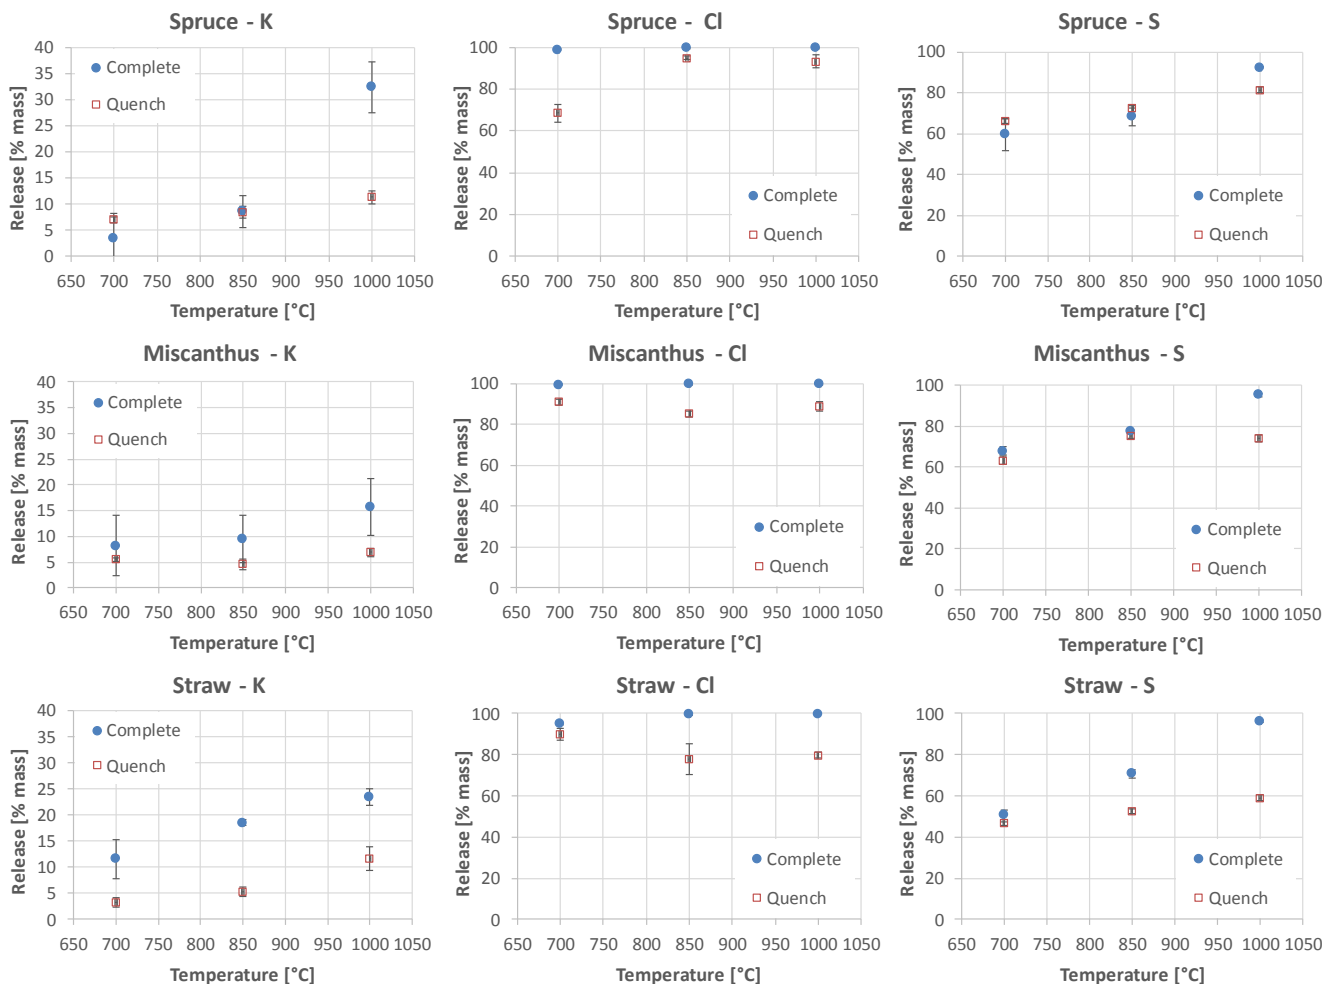 Spruce - K
Release [% mass]
40
35
30
25
20
15
10
5
0
Complete
Quench
650 700 750 800 850 900 950 1000 1050
Temperature [°C]
Spruce - Cl
Release [% mass]
100
80
60
40
20
0
Complete
Quench
650 700 750 800 850 900 950 1000 1050
Temperature [°C]
Spruce - S
Release [% mass]
100
80
60
40
20
0
Complete
Quench
650 700 750 800 850 900 950 1000 1050
Temperature [°C]
Miscanthus - K
Release [% mass]
40
35
30
25
20
15
10
5
0
Complete
Quench
650 700 750 800 850 900 950 1000 1050
Temperature [°C]
Miscanthus - Cl
Release [% mass]
100
80
60
40
20
0
Complete
Quench
650 700 750 800 850 900 950 1000 1050
Temperature [°C]
Miscanthus - S
Release [% mass]
100
80
60
40
20
0
Complete
Quench
650 700 750 800 850 900 950 1000 1050
Temperature [°C]
Straw - K
Release [% mass]
40
35
30
25
20
15
10
5
0
Complete
Quench
650 700 750 800 850 900 950 1000 1050
Temperature [°C]
Straw - Cl
Release [% mass]
100
80
60
40
20
0
Complete
Quench
650 700 750 800 850 900 950 1000 1050
Temperature [°C]
Straw - S
Release [% mass]
100
80
60
40
20
0
Complete
Quench
650 700 750 800 850 900 950 1000 1050
Temperature [°C]